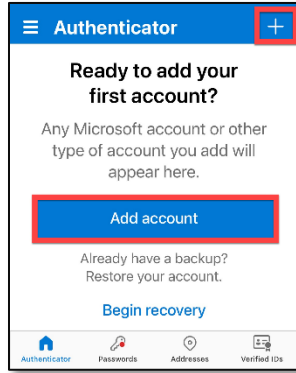 Authenticator
Ready to add your
first account?
Any Microsoft account or other
type of account you add will
appear here.
Add account
Already have a backup?
Restore your account.
Begin recovery
Authenticator Passwords Addresses Verified IDs